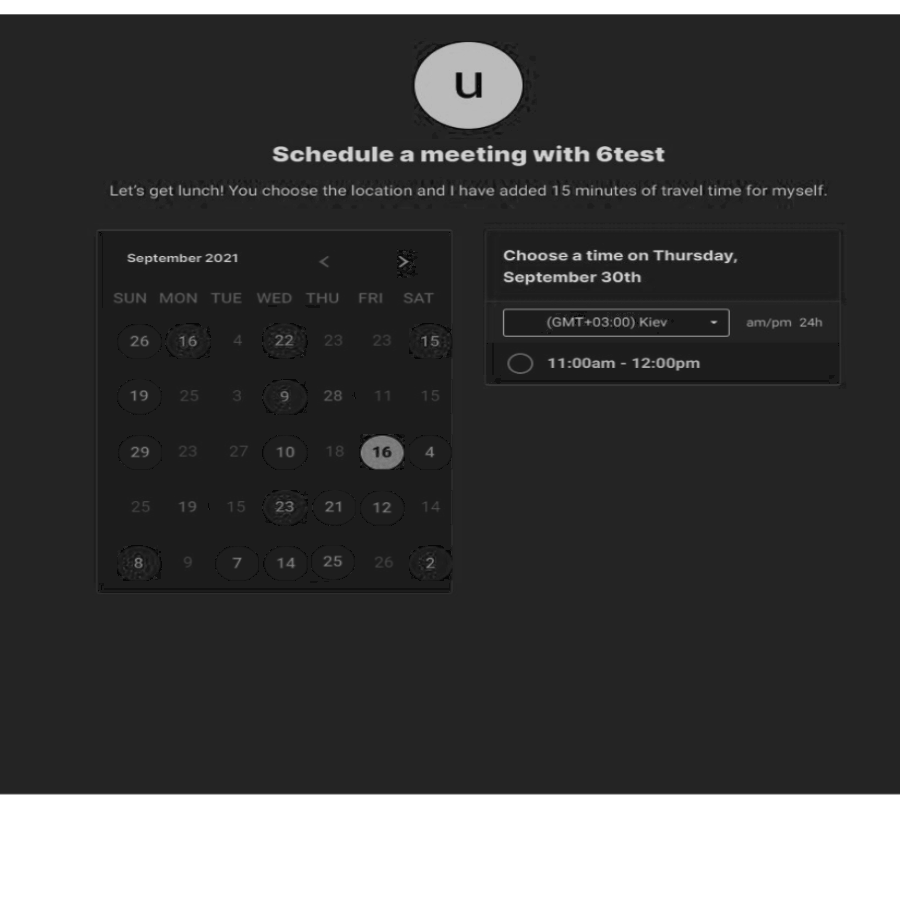 u
Schedule a meeting with 6test
Let's get lunch! You choose the location and I have added 15 minutes of travel time for myself.
September 2021 < >
SUN MON TUE WED THU FRI SAT
26 16 4 22 23 23 15
19 25 3 9 28 11 15
29 23 27 10 18 16 4
25 19 15 23 21 12 14
8 9 7 14 25 26 2
Choose a time on Thursday,
September 30th
(GMT+03:00) Kiev am/pm 24h
11:00am - 12:00pm